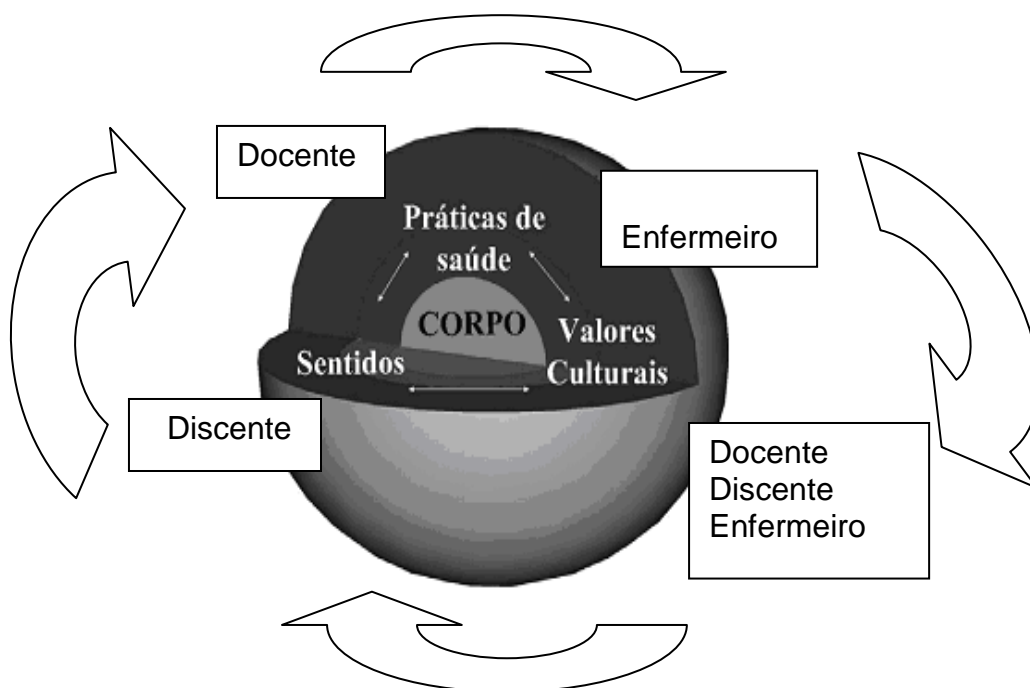 Docente
Enfermeiro
Práticas de
saúde
CORPO
Sentidos
Valores
Culturais
Discente
Docente
Discente
Enfermeiro